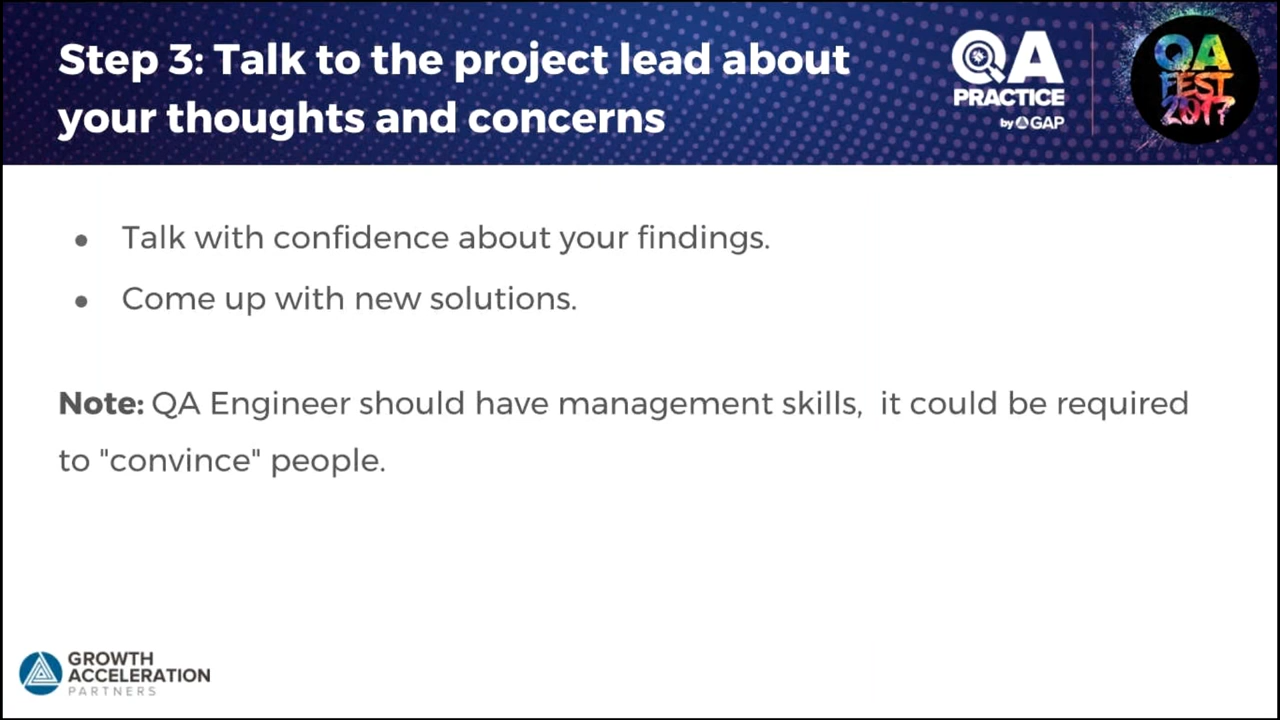 Step 3: Talk to the project lead about
your thoughts and concerns
QA
PRACTICE
by GAP
QA
FEST
2017
● Talk with confidence about your findings.
● Come up with new solutions.
Note: QA Engineer should have management skills,  it could be required
to "convince" people.
GROWTH
ACCELERATION
PARTNERS